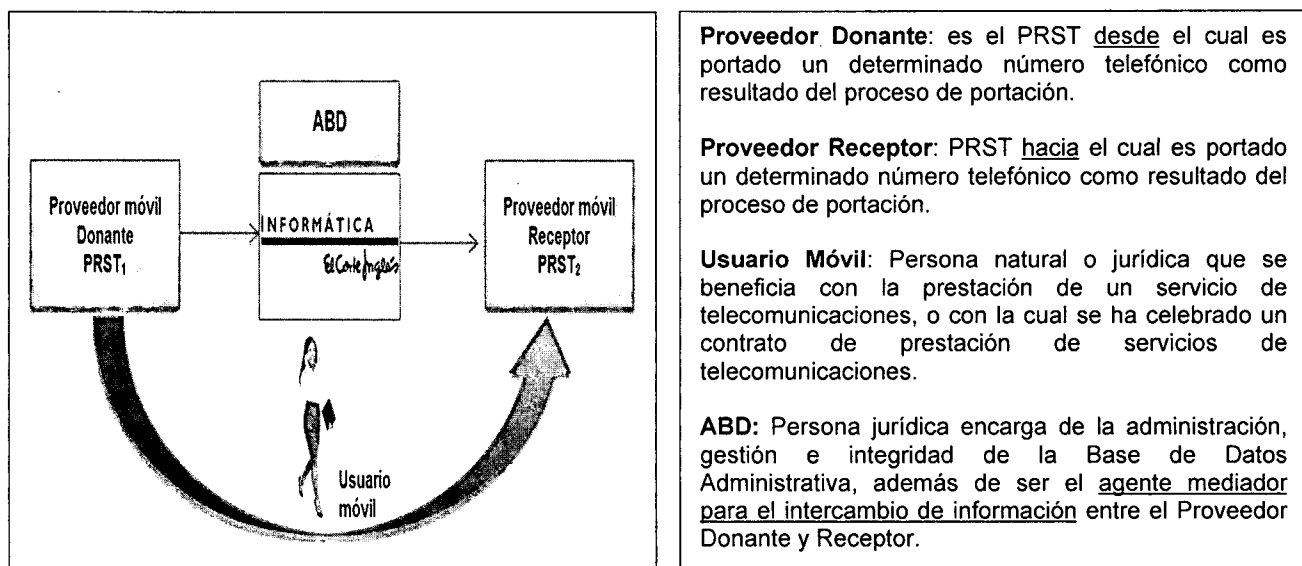 ABD
Proveedor móvil
Donante
PRST₁
INFORMÁTICA
El Corte Inglés
Proveedor móvil
Receptor
PRST₂
Usuario
móvil
Proveedor Donante: es el PRST desde el cual es
portado un determinado número telefónico como
resultado del proceso de portación.
Proveedor Receptor: PRST hacia el cual es portado
un determinado número telefónico como resultado del
proceso de portación.
Usuario Móvil: Persona natural o jurídica que se
beneficia con la prestación de un servicio de
telecomunicaciones, o con la cual se ha celebrado un
contrato de prestación de servicios de
telecomunicaciones.
ABD: Persona jurídica encarga de la administración,
gestión e integridad de la Base de Datos
Administrativa, además de ser el agente mediador
para el intercambio de información entre el Proveedor
Donante y Receptor.